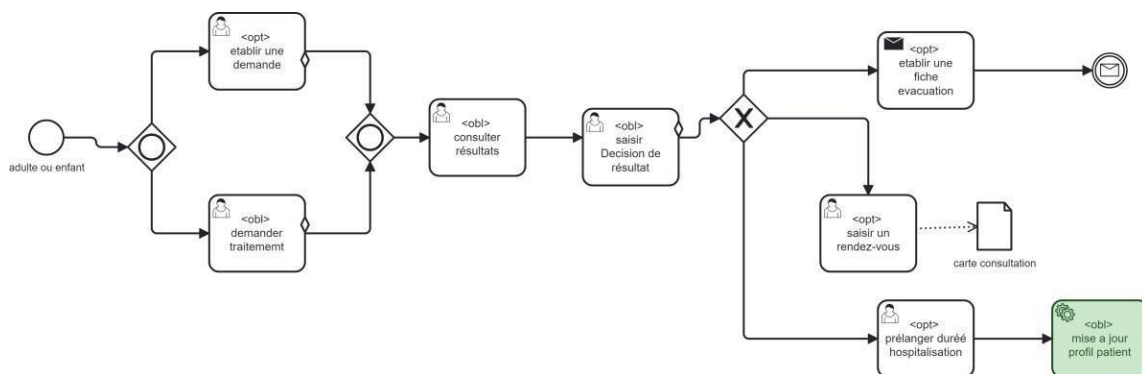 <opt>
etablir une
demande
adulte ou enfant
<obl>
demander
traitememt
<obl>
consulter
résultats
<obl>
saisir
Decision de
résultat
X
<opt>
etablir une
fiche
evacuation
<opt>
saisir un
rendez-vous
carte consultation
<opt>
prélanger duréé
hospitalisation
<obl>
mise a jour
profil patient